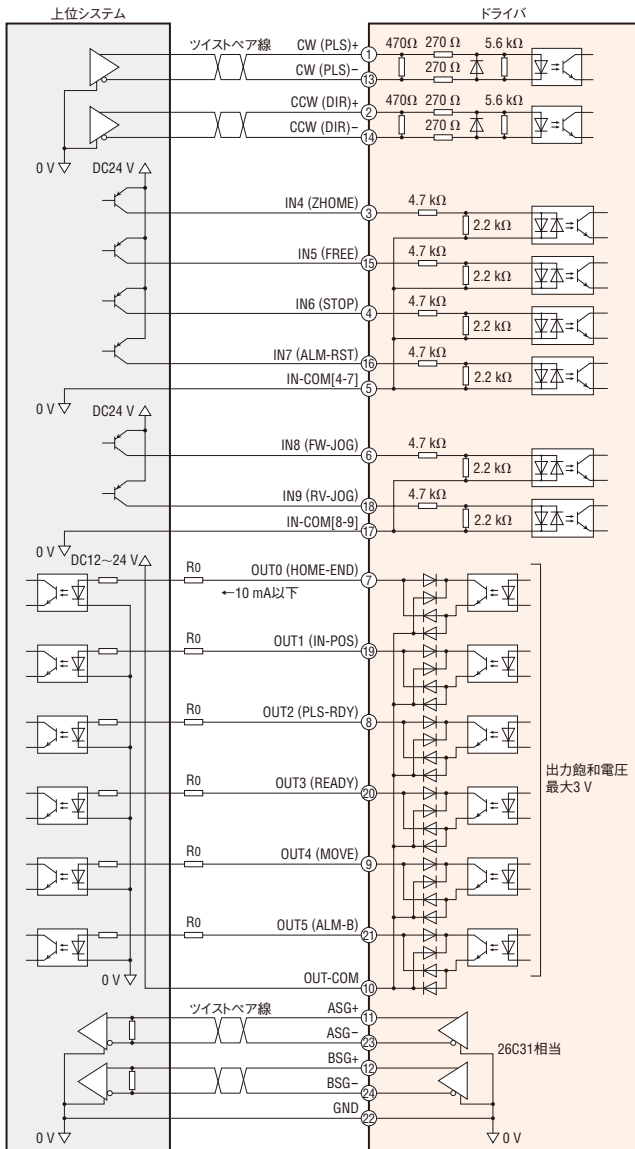 上位システム
ドライバ
ツイストペア線
CW (PLS)+
1
470Ω
270 Ω
5.6 kΩ
CW (PLS)−
13
270 Ω
CCW (DIR)+
2
470Ω
270 Ω
5.6 kΩ
CCW (DIR)−
14
270 Ω
0 V
DC24 V
IN4 (ZHOME)
3
4.7 kΩ
2.2 kΩ
IN5 (FREE)
15
4.7 kΩ
2.2 kΩ
IN6 (STOP)
4
4.7 kΩ
2.2 kΩ
IN7 (ALM-RST)
16
4.7 kΩ
IN-COM[4-7]
5
2.2 kΩ
0 V
DC24 V
IN8 (FW-JOG)
6
4.7 kΩ
2.2 kΩ
IN9 (RV-JOG)
18
4.7 kΩ
IN-COM[8-9]
17
2.2 kΩ
0 V
DC12～24 V
R0
OUT0 (HOME-END)
7
←10 mA以下
R0
OUT1 (IN-POS)
19
R0
OUT2 (PLS-RDY)
8
出力飽和電圧
最大3 V
R0
OUT3 (READY)
20
R0
OUT4 (MOVE)
9
R0
OUT5 (ALM-B)
21
0 V
OUT-COM
10
ツイストペア線
ASG+
11
ASG−
23
26C31相当
BSG+
12
BSG−
24
GND
22
0 V
0 V